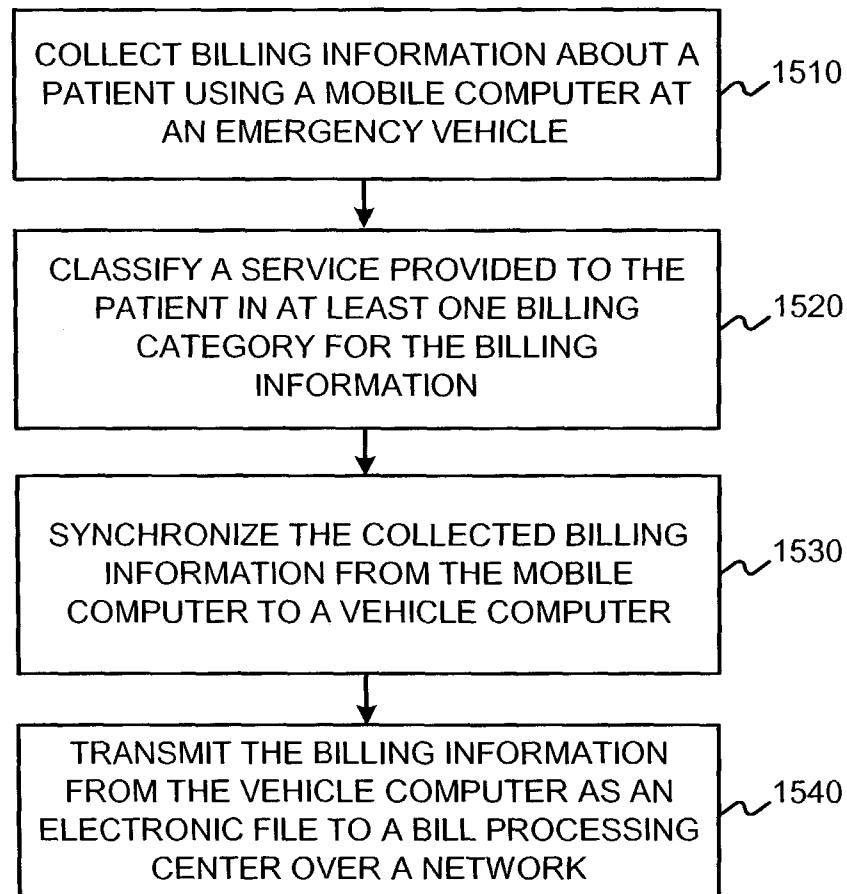 COLLECT BILLING INFORMATION ABOUT A
PATIENT USING A MOBILE COMPUTER AT
AN EMERGENCY VEHICLE
1510
CLASSIFY A SERVICE PROVIDED TO THE
PATIENT IN AT LEAST ONE BILLING
CATEGORY FOR THE BILLING
INFORMATION
1520
SYNCHRONIZE THE COLLECTED BILLING
INFORMATION FROM THE MOBILE
COMPUTER TO A VEHICLE COMPUTER
1530
TRANSMIT THE BILLING INFORMATION
FROM THE VEHICLE COMPUTER AS AN
ELECTRONIC FILE TO A BILL PROCESSING
CENTER OVER A NETWORK
1540